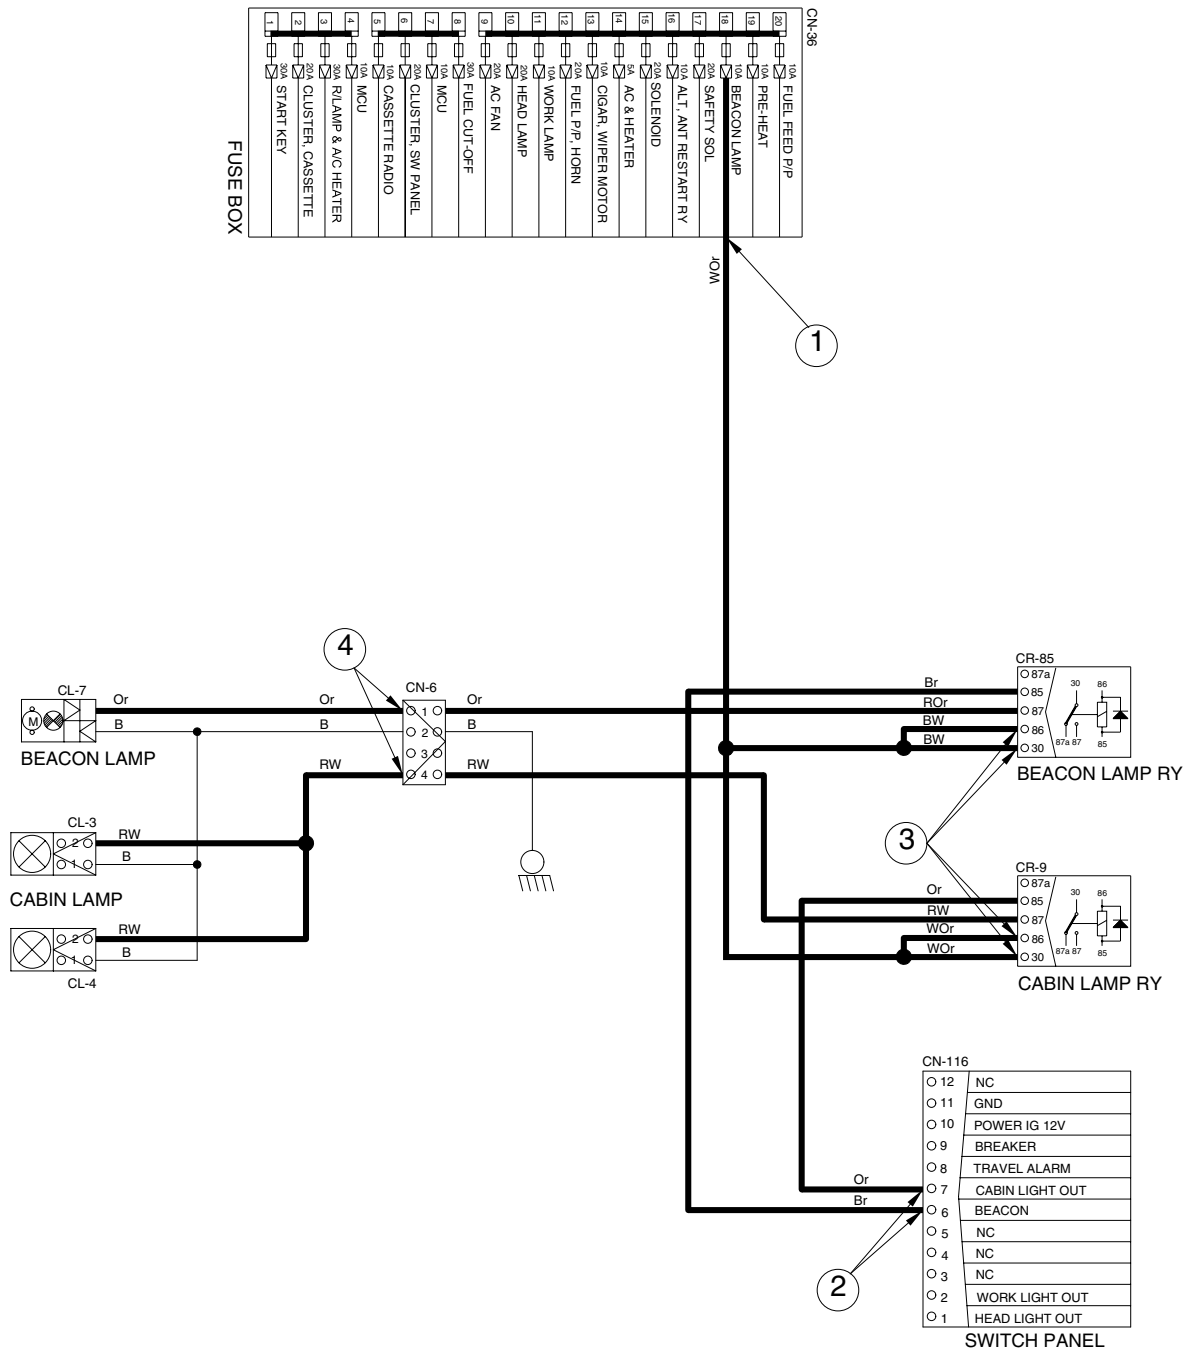 CN-36
1 2 3 4 5 6 7 8 9 10 11 12 13 14 15 16 17 18 19 20
30A START KEY
20A CLUSTER, CASSETTE
30A R/LAMP & A/C HEATER
10A MCU
10A CASSETTE RADIO
20A CLUSTER, SW PANEL
10A MCU
30A FUEL CUT-OFF
20A AC FAN
20A HEAD LAMP
10A WORK LAMP
20A FUEL P/P, HORN
10A CIGAR, WIPER MOTOR
5A AC & HEATER
20A SOLENOID
10A ALT, ANT RESTART RY
20A SAFETY SOL
10A BEACON LAMP
10A PRE-HEAT
10A FUEL FEED P/P
FUSE BOX
WOr
1
4
CL-7
Or
Or
CN-6
1
Or
M
B
B
2
B
BEACON LAMP
3
RW
4
RW
CR-85
87a
Br
85
ROr
87
BW
86
BW
30
30 86
87a 87 85
BEACON LAMP RY
3
CL-3
RW
2
B
1
CABIN LAMP
RW
2
B
1
CL-4
CR-9
87a
Or
85
RW
87
WOr
86
WOr
30
30 86
87a 87 85
CABIN LAMP RY
CN-116
12 NC
11 GND
10 POWER IG 12V
9 BREAKER
8 TRAVEL ALARM
Or
7 CABIN LIGHT OUT
Br
6 BEACON
5 NC
4 NC
3 NC
2 WORK LIGHT OUT
1 HEAD LIGHT OUT
2
SWITCH PANEL